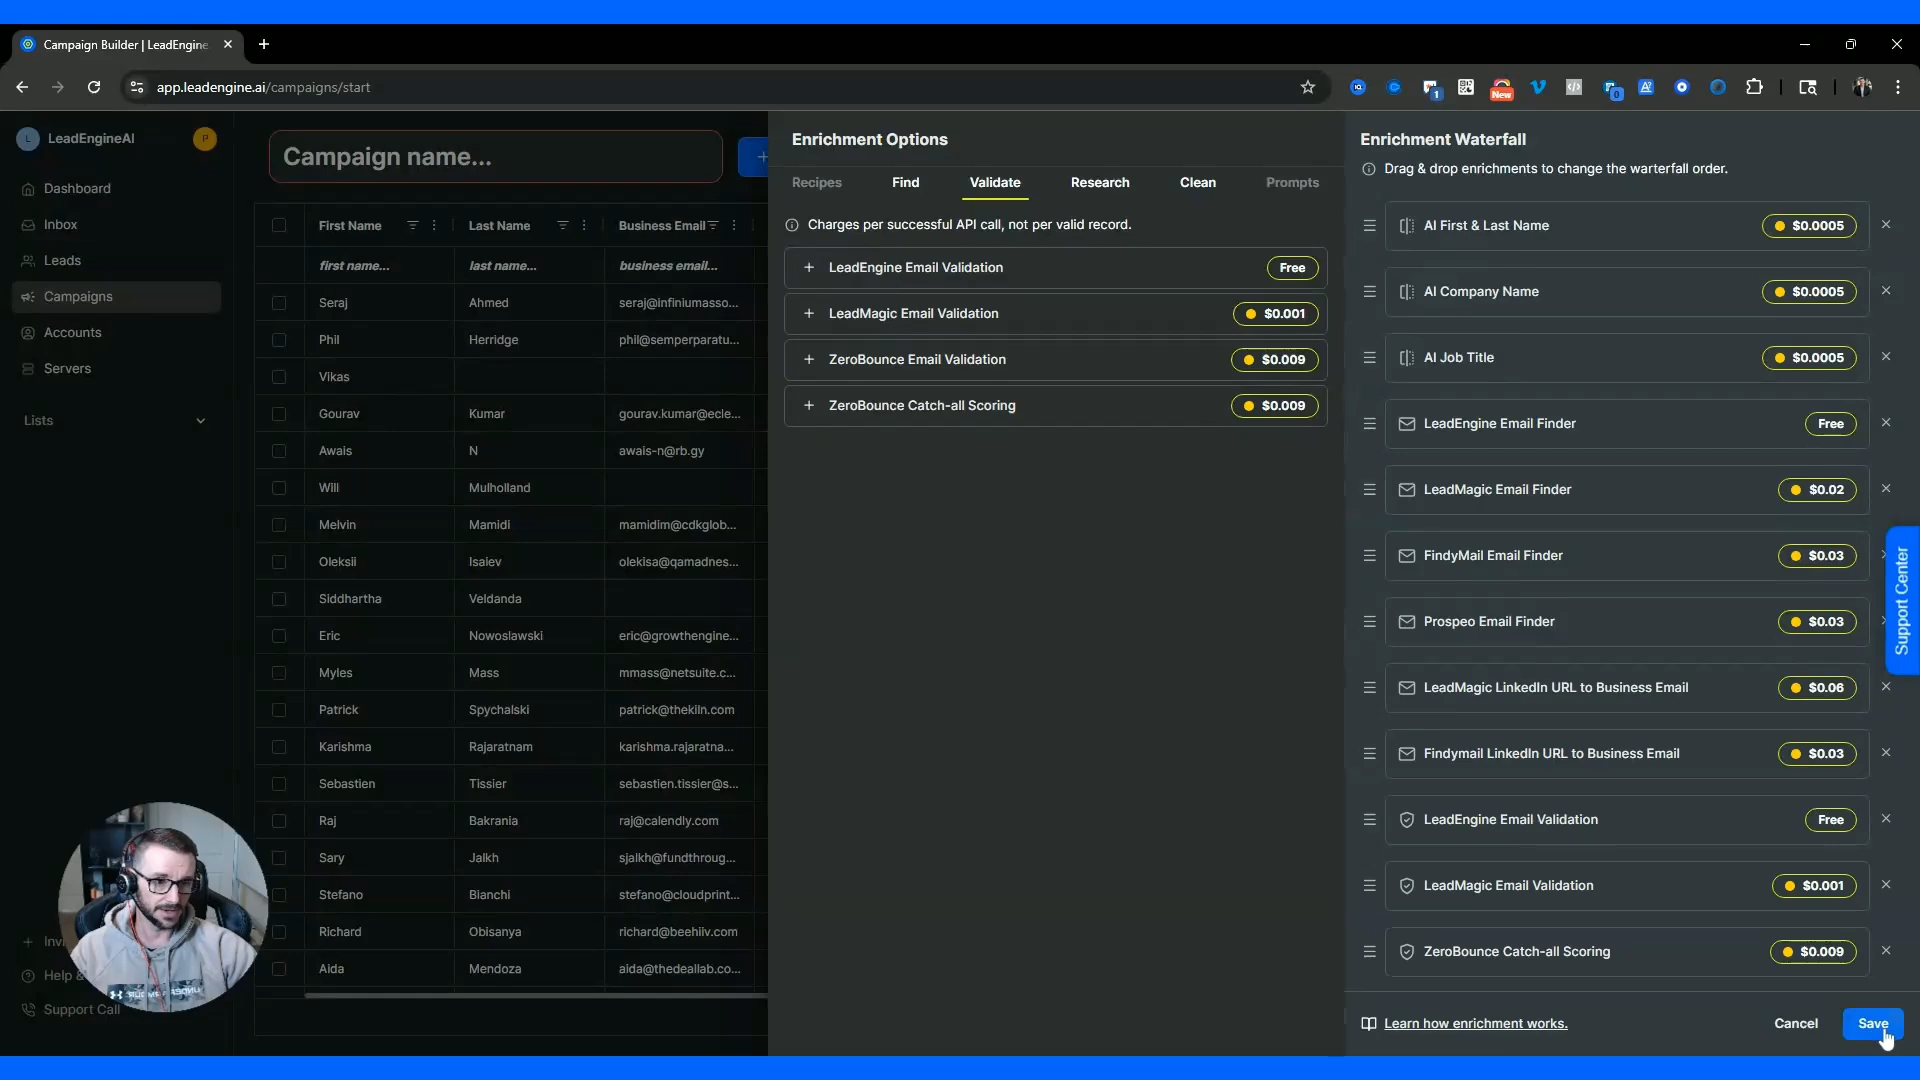 Campaign Builder | LeadEngine
app.leadengine.ai/campaigns/start
1
New
0
LeadEngineAI
P
L
Dashboard
Inbox
Leads
Campaigns
Accounts
Servers
Lists
Help &
Support Call
Campaign name...
First Name
Last Name
Business Email
first name...
last name...
business email...
Seraj
Ahmed
seraj@infiniumasso...
Phil
Herridge
phil@semperparatu...
Vikas
Gourav
Kumar
gourav.kumar@ecle...
Awais
N
awais-n@rb.gy
Will
Mulholland
Melvin
Mamidi
mamidim@cdkglob...
Oleksii
Isaiev
olekisa@qamadnes...
Siddhartha
Veldanda
Eric
Nowoslawski
eric@growthengine...
Myles
Mass
mmass@netsuite.c...
Patrick
Spychalski
patrick@thekiln.com
Karishma
Rajaratnam
karishma.rajaratna...
Sebastien
Tissier
sebastien.tissier@s...
Raj
Bakrania
raj@calendly.com
Sary
Jalkh
sjalkh@fundthroug...
Stefano
Bianchi
stefano@cloudprint...
Richard
Obisanya
richard@beehiiv.com
Aida
Mendoza
aida@thedeallab.co...
Enrichment Options
Recipes
Find
Validate
Research
Clean
Prompts
Charges per successful API call, not per valid record.
LeadEngine Email Validation
Free
LeadMagic Email Validation
$0.001
ZeroBounce Email Validation
$0.009
ZeroBounce Catch-all Scoring
$0.009
Enrichment Waterfall
Drag & drop enrichments to change the warterfall order.
AI First & Last Name
$0.0005
AI Company Name
$0.0005
AI Job Title
$0.0005
LeadEngine Email Finder
Free
LeadMagic Email Finder
$0.02
FindyMail Email Finder
$0.03
Prospeo Email Finder
$0.03
LeadMagic LinkedIn URL to Business Email
$0.06
Findymail LinkedIn URL to Business Email
$0.03
LeadEngine Email Validation
Free
LeadMagic Email Validation
$0.001
ZeroBounce Catch-all Scoring
$0.009
Support Center
Learn how enrichment works.
Cancel
Save